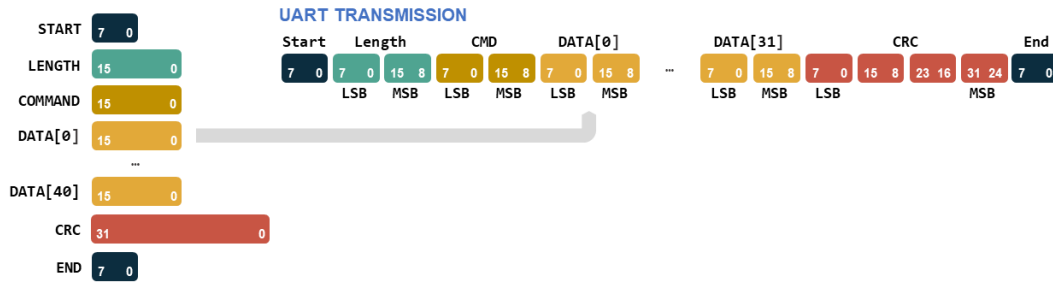 UART TRANSMISSION
START 7 0
LENGTH 15 0
COMMAND 15 0
DATA[0] 15 0
…
DATA[40] 15 0
CRC 31 0
END 7 0
Start Length CMD DATA[0] DATA[31] CRC End
7 0 7 0 15 8 7 0 15 8 7 0 15 8 … 7 0 15 8 7 0 15 8 23 16 31 24 7 0
LSB MSB LSB MSB LSB MSB LSB MSB LSB MSB